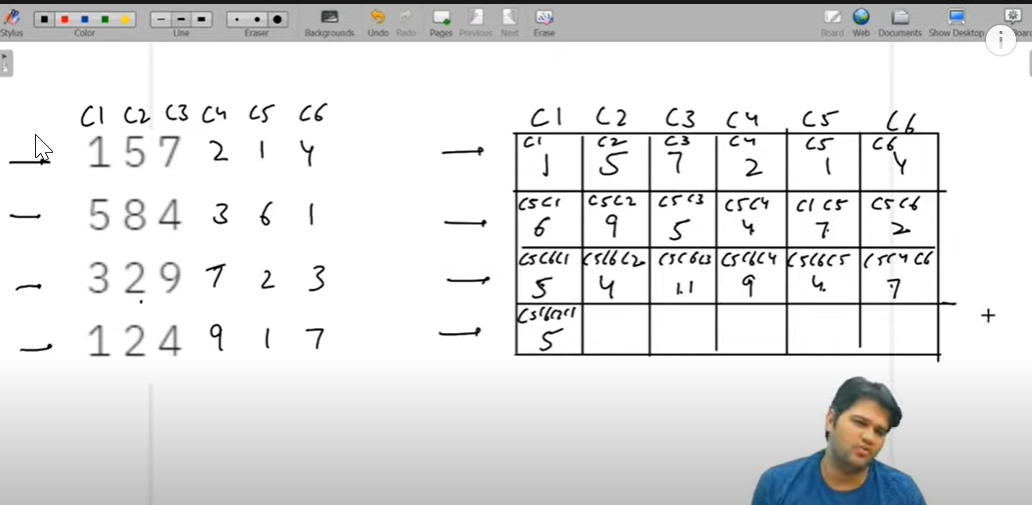 Stylus Color Line Eraser Backgrounds Undo Redo Pages Previous Next Erase Board Web Documents Show Desktop Board
C1 C2 C3 C4 C5 C6
1 5 7 2 1 4
5 8 4 3 6 1
3 2 9 7 2 3
1 2 4 9 1 7
C1 C2 C3 C4 C5 C6
C1 C2 C3 C4 C5 C6
1 5 7 2 1 4
C5C1 C5C2 C5C3 C5C4 C1C5 C5C6
6 9 5 4 7 2
C5C6C1 C5C6C2 C5C6C3 C5C6C4 C5C6C5 C5C4C6
5 4 11 9 4 7
+
5